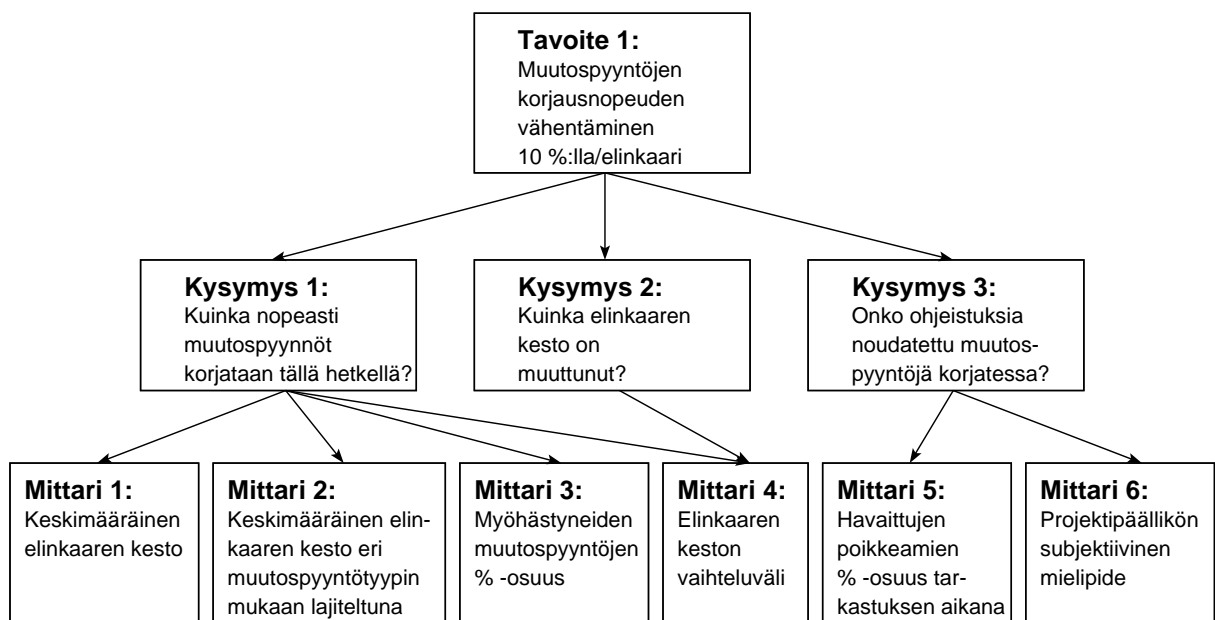 Tavoite 1:
Muutospyyntöjen
korjausnopeuden
vähentäminen
10 %:lla/elinkaari
Kysymys 1:
Kuinka nopeasti
muutospyynnöt
korjataan tällä hetkellä?
Kysymys 2:
Kuinka elinkaaren
kesto on
muuttunut?
Kysymys 3:
Onko ohjeistuksia
noudatettu muutos-
pyyntöjä korjatessa?
Mittari 1:
Keskimääräinen
elinkaaren kesto
Mittari 2:
Keskimääräinen elin-
kaaren kesto eri
muutospyyntötyypin
mukaan lajiteltuna
Mittari 3:
Myöhästyneiden
muutospyyntöjen
% -osuus
Mittari 4:
Elinkaaren
keston
vaihteluväli
Mittari 5:
Havaittujen
poikkeamien
% -osuus tar-
kastuksen aikana
Mittari 6:
Projektipäällikön
subjektiivinen
mielipide